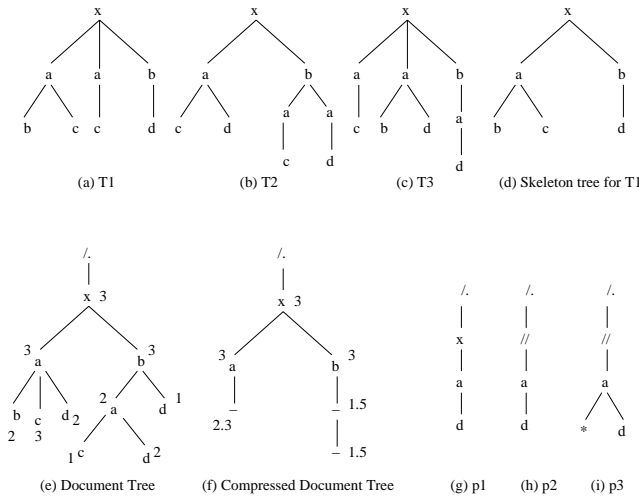 x x x x
a a b a b a a b a b
b c c d c d a a c b d a b c d
c d d
(a) T1 (b) T2 (c) T3 (d) Skeleton tree for T1
/. /.
/. /. /.
x 3 x 3
x // //
3 a b 3 3 a b 3
a a a
b c d 2 2 a d 1 – – 1.5
2 3 2.3
d d * d
1 c d 2 – 1.5
(e) Document Tree (f) Compressed Document Tree (g) p1 (h) p2 (i) p3